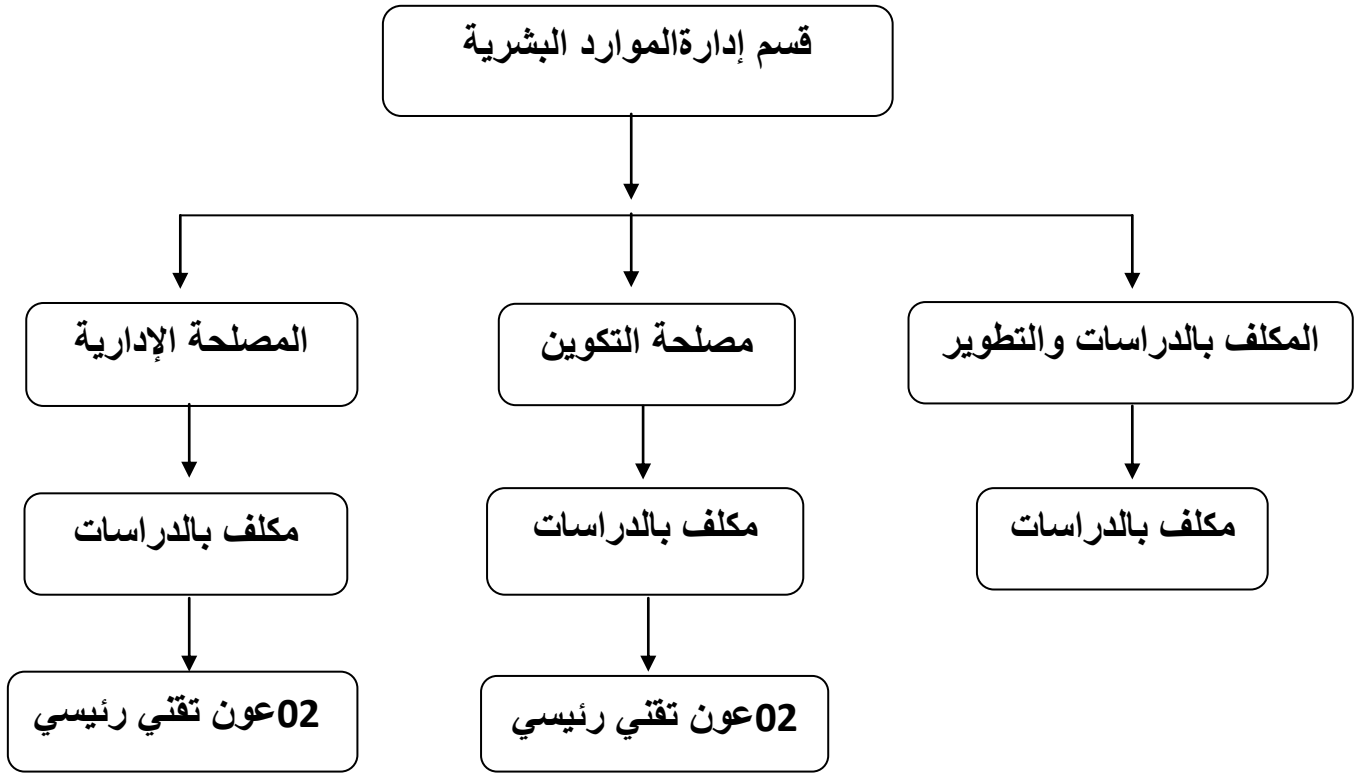 قسم إدارةالموارد البشرية
المكلف بالدراسات والتطوير
مصلحة التكوين
المصلحة الإدارية
مكلف بالدراسات
مكلف بالدراسات
مكلف بالدراسات
02عون تقني رئيسي
02عون تقني رئيسي